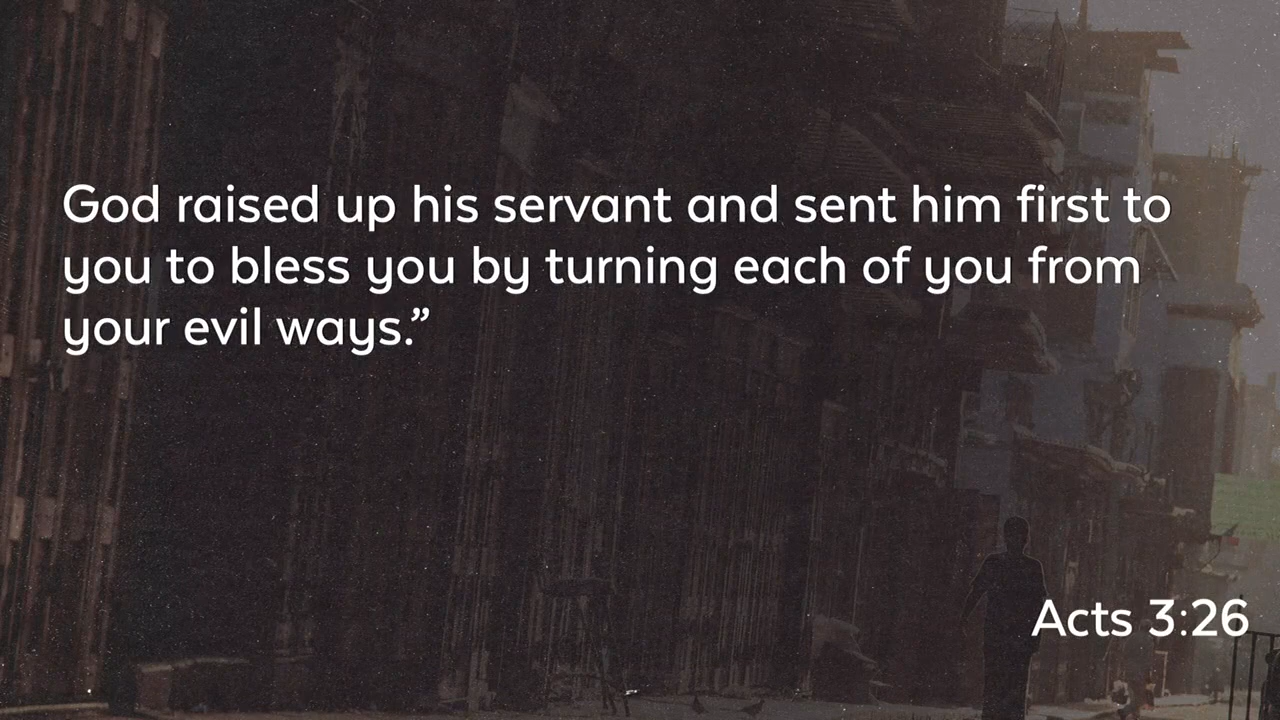 God raised up his servant and sent him first to
you to bless you by turning each of you from
your evil ways.”
Acts 3:26